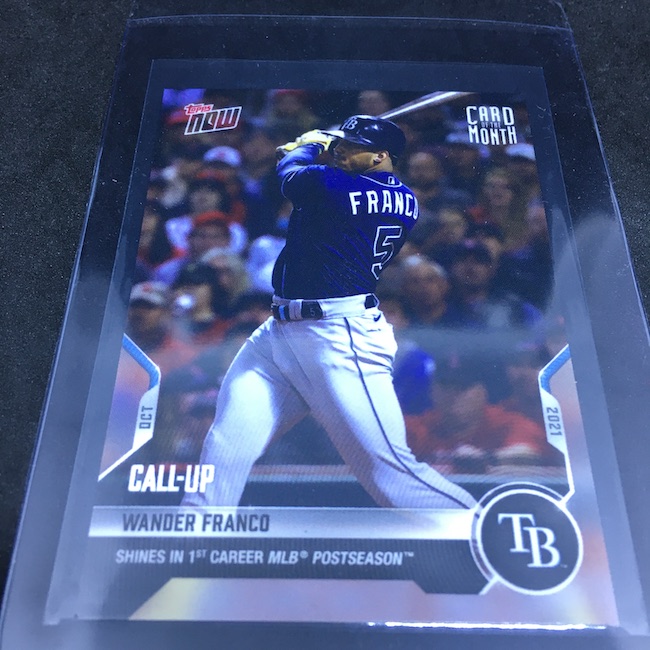 TOPPS
NOW
CARD
OF THE
MONTH
TB
FRANCO
5
OCT
2021
CALL-UP
WANDER FRANCO
TB
SHINES IN 1ST CAREER MLB® POSTSEASON™